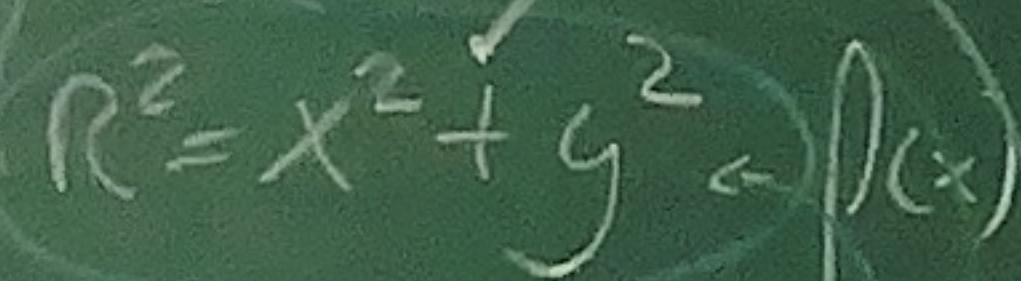 R² = x² + y² ← f(x)